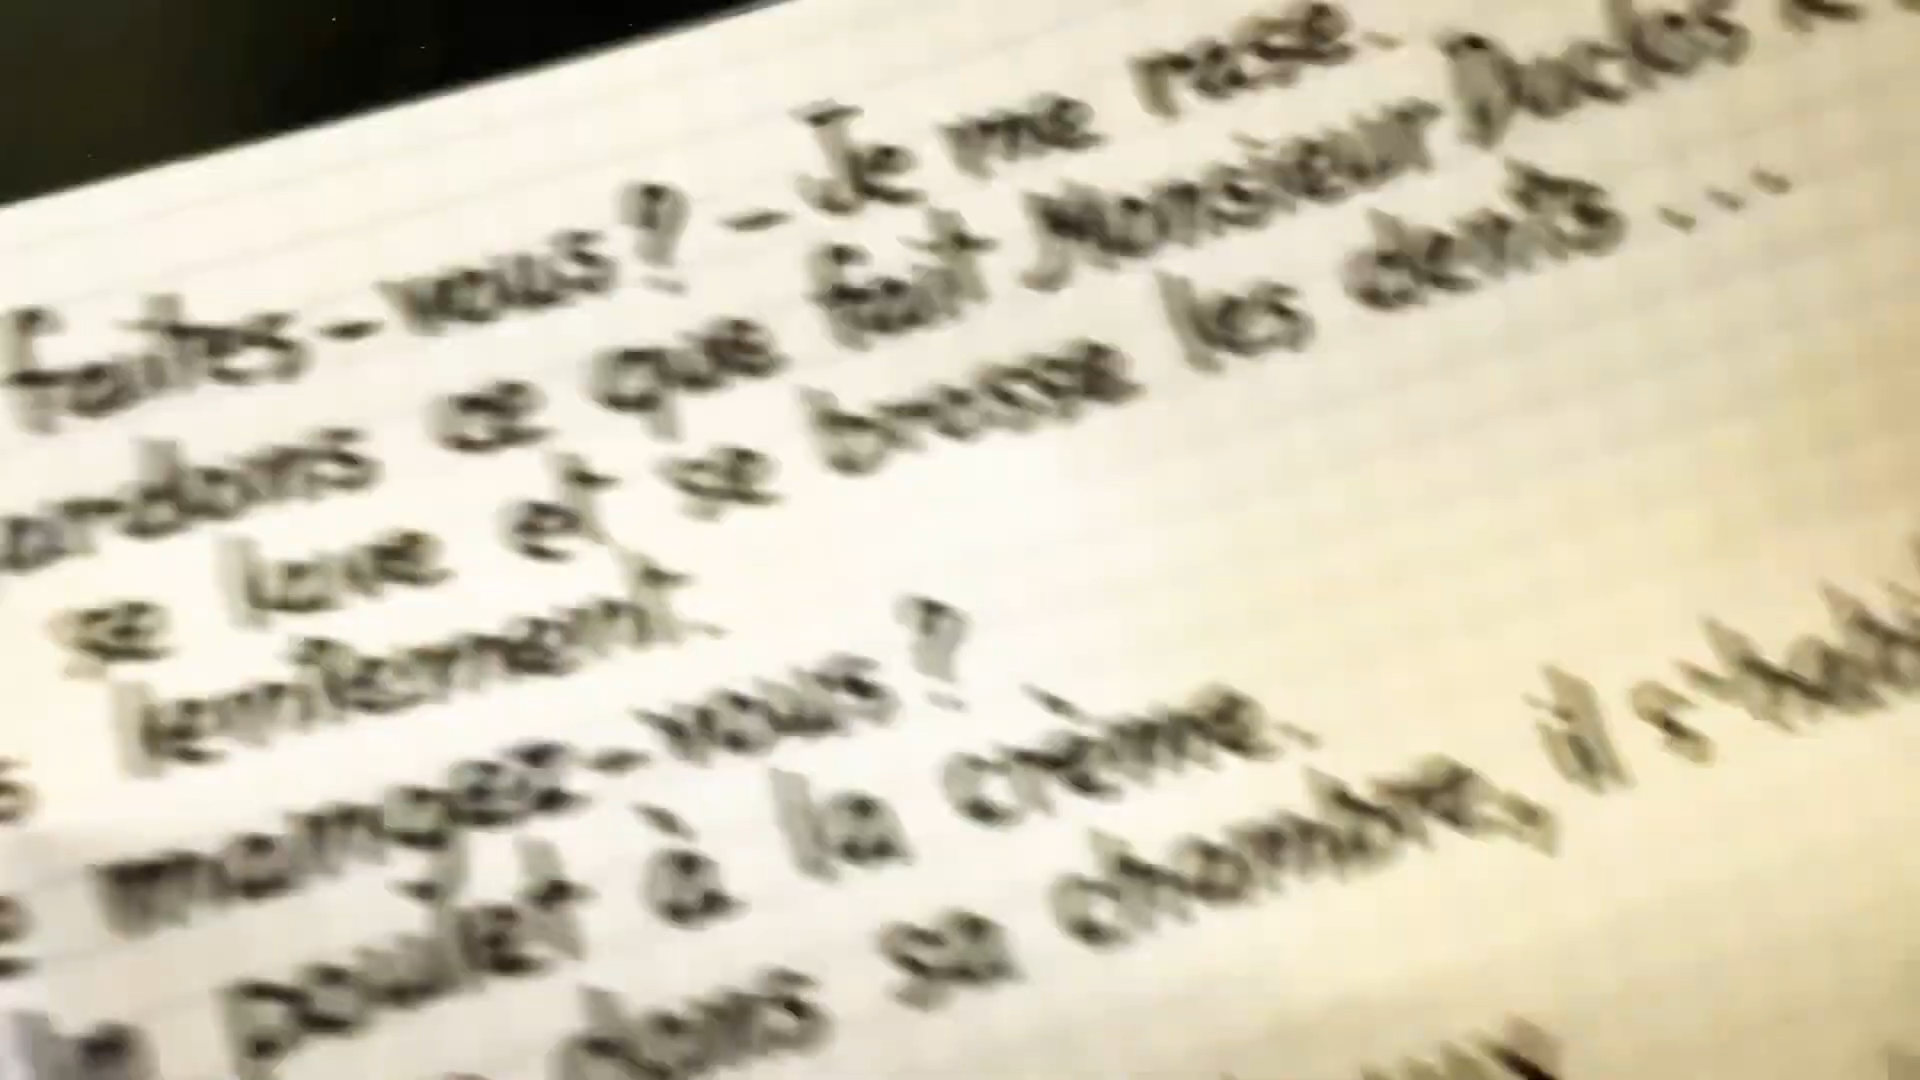 faites-vous? - Je me rase.
ardons ce que fait Monsieur Duclos
se lave et se brosse les dents...
lentement.
mangez-vous?
poulet à la crème.
dans sa chambre, il s'habi